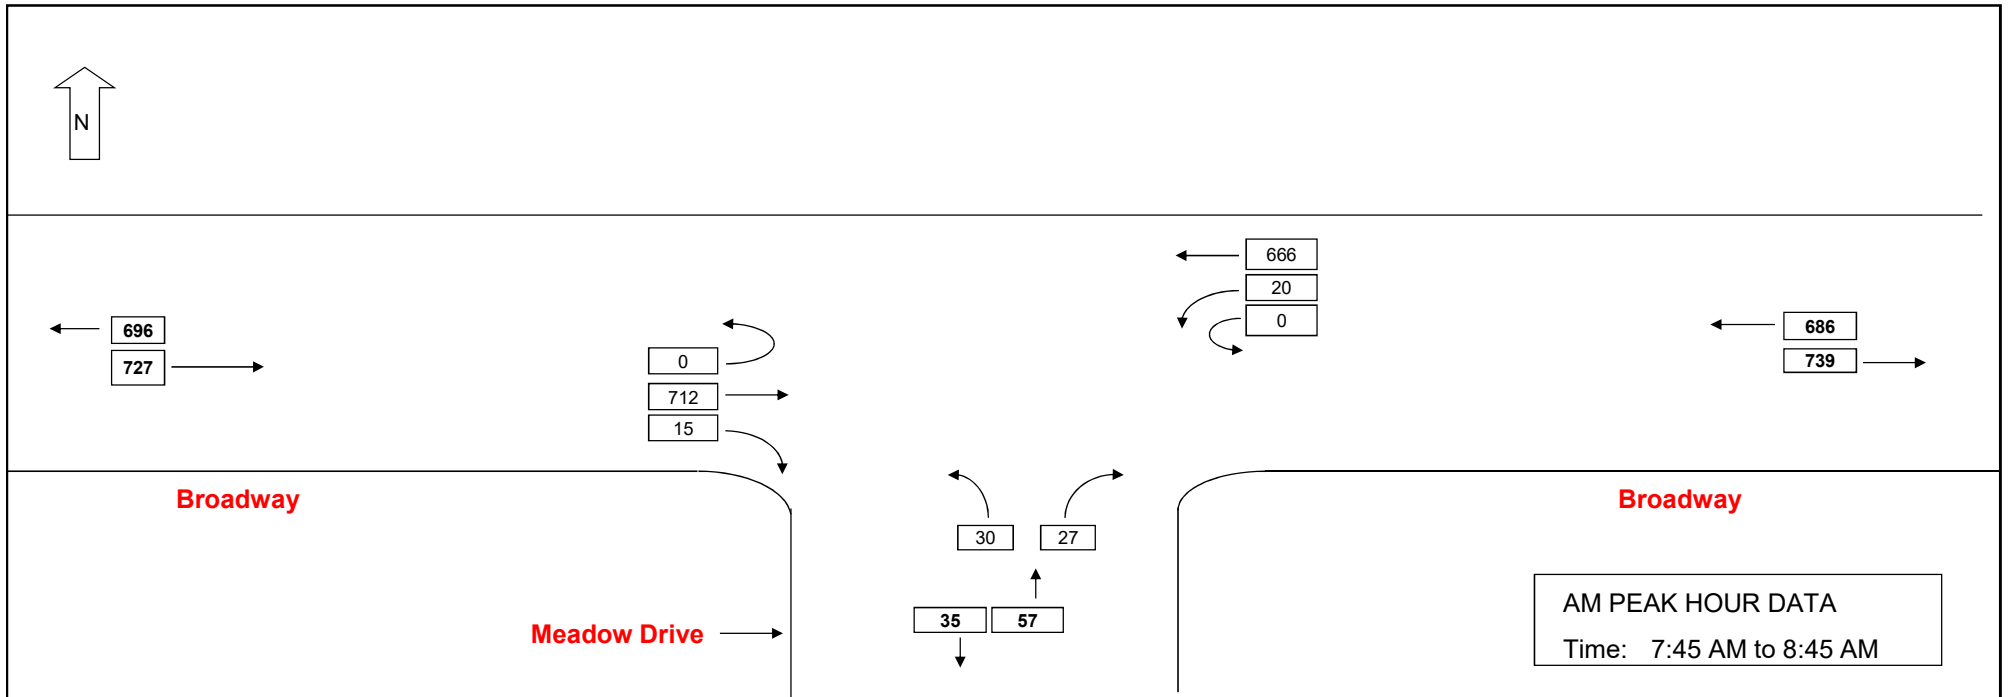 N
666
20
0
696
727
0
712
15
686
739
Broadway
Broadway
30
27
35
57
Meadow Drive
AM PEAK HOUR DATA
Time: 7:45 AM to 8:45 AM